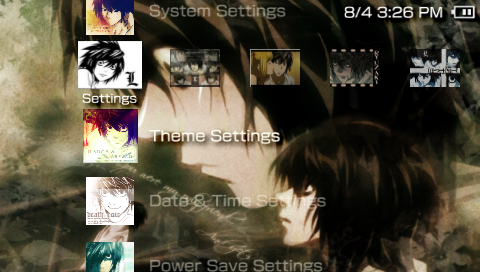 System Settings
8/4 3:26 PM
L
Settings
Theme Settings
Date & Time Settings
death note
Power Save Settings